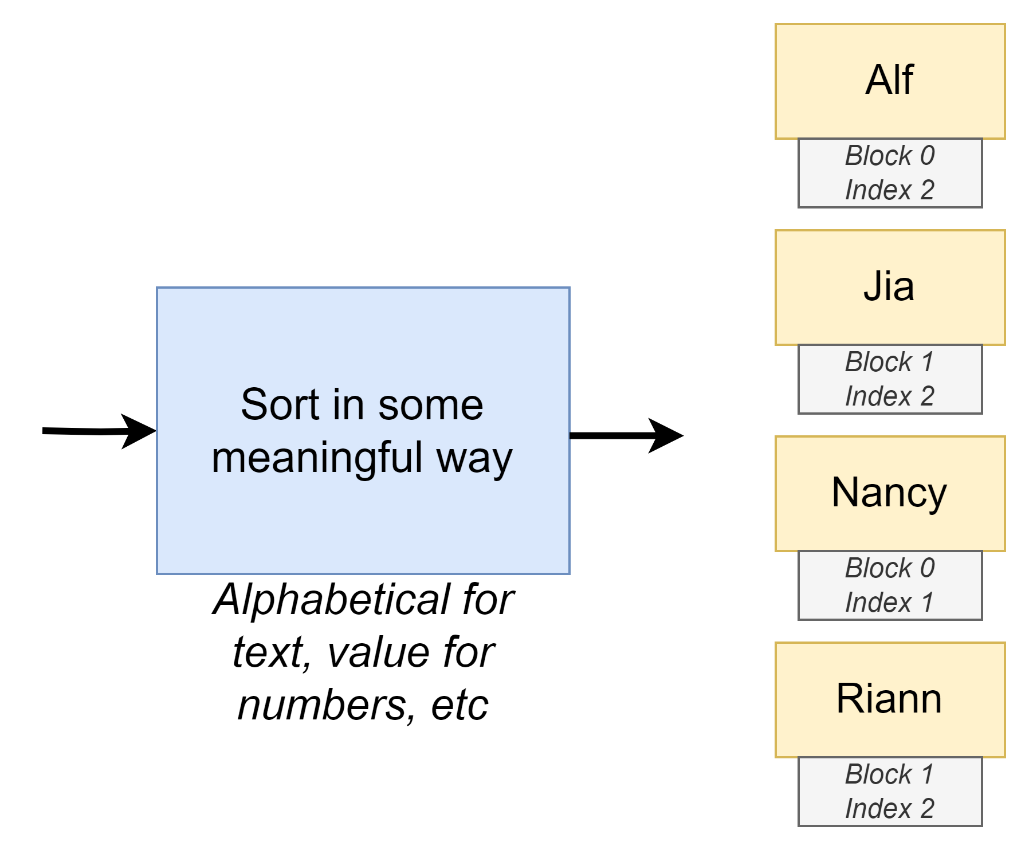 Alf
Block 0
Index 2
Jia
Block 1
Index 2
Sort in some
meaningful way
Alphabetical for
text, value for
numbers, etc
Nancy
Block 0
Index 1
Riann
Block 1
Index 2